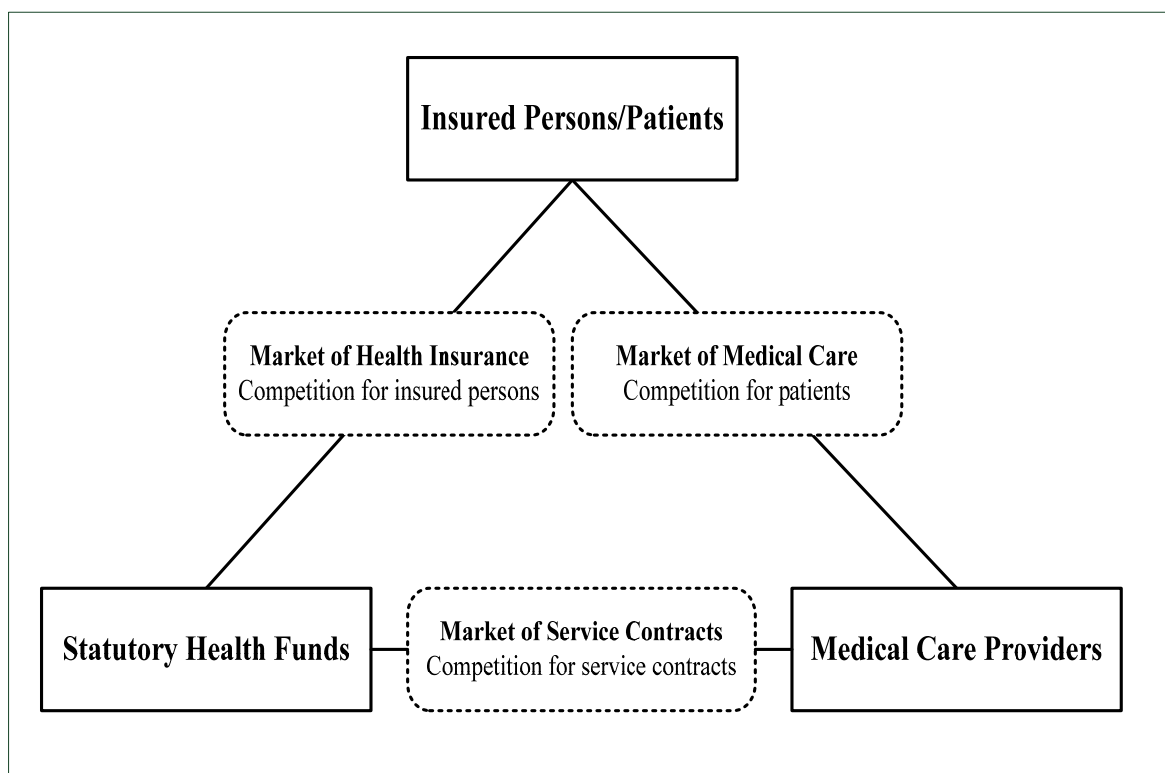 Insured Persons/Patients
Market of Health Insurance
Competition for insured persons
Market of Medical Care
Competition for patients
Statutory Health Funds
Market of Service Contracts
Competition for service contracts
Medical Care Providers